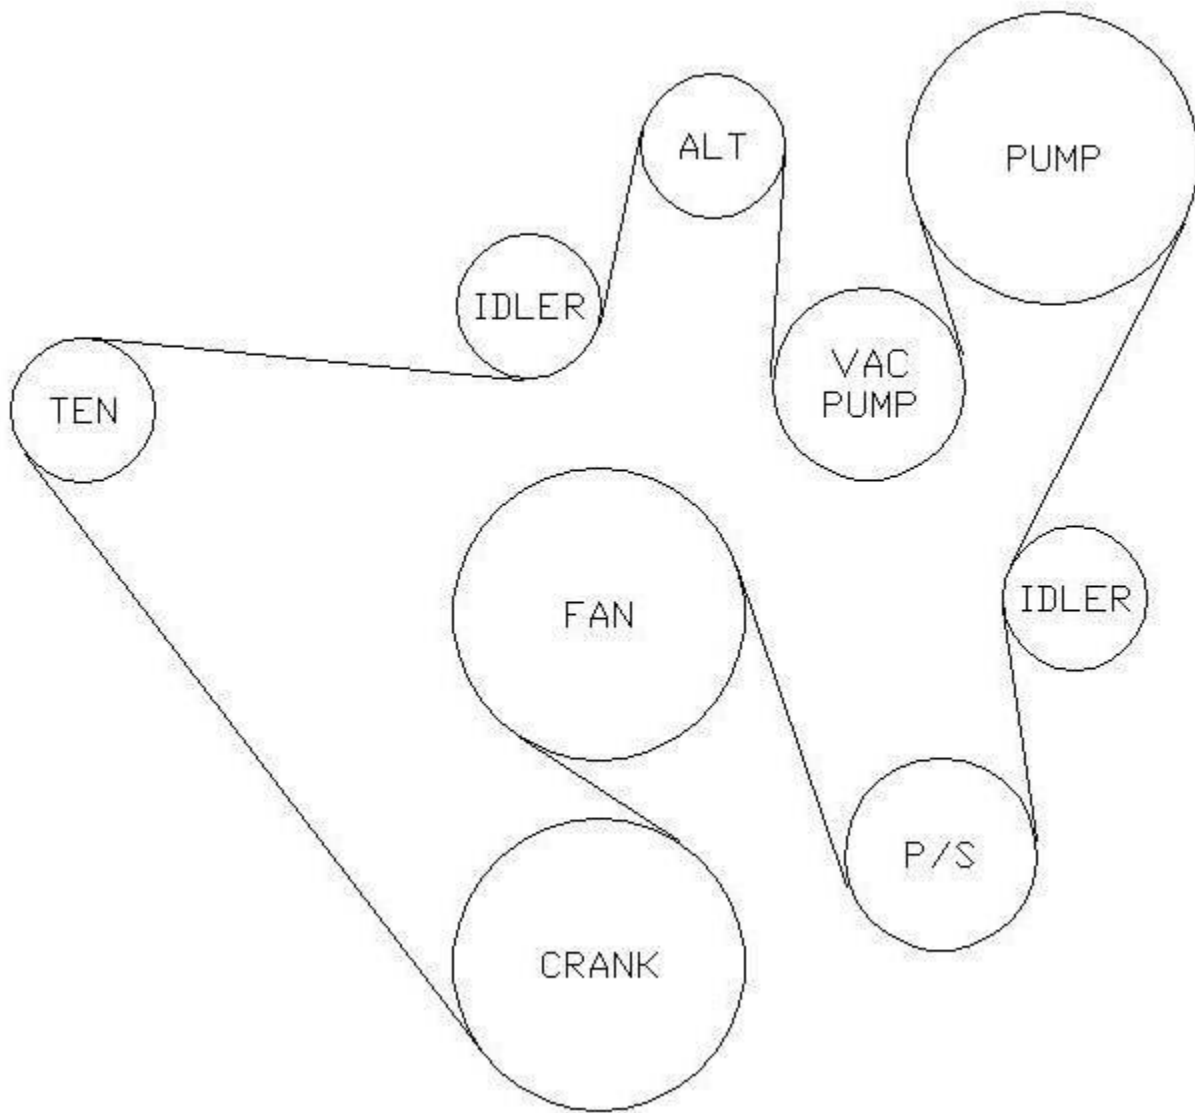 ALT
PUMP
IDLER
VAC
PUMP
TEN
FAN
IDLER
P/S
CRANK